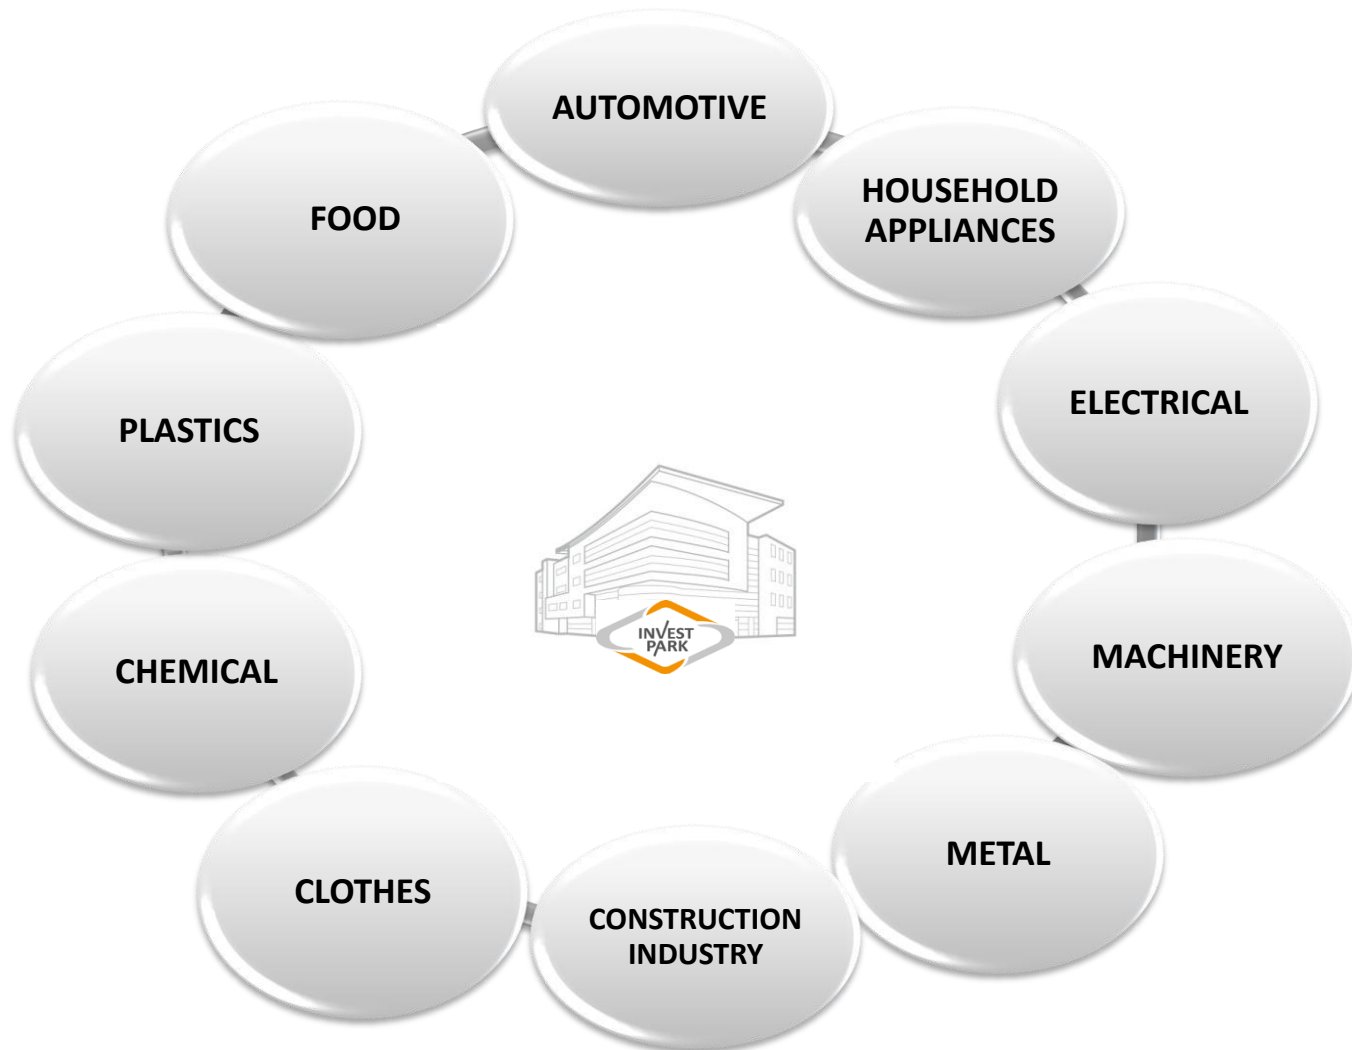 AUTOMOTIVE
HOUSEHOLD
APPLIANCES
FOOD
ELECTRICAL
PLASTICS
INVEST
PARK
MACHINERY
CHEMICAL
METAL
CLOTHES
CONSTRUCTION
INDUSTRY